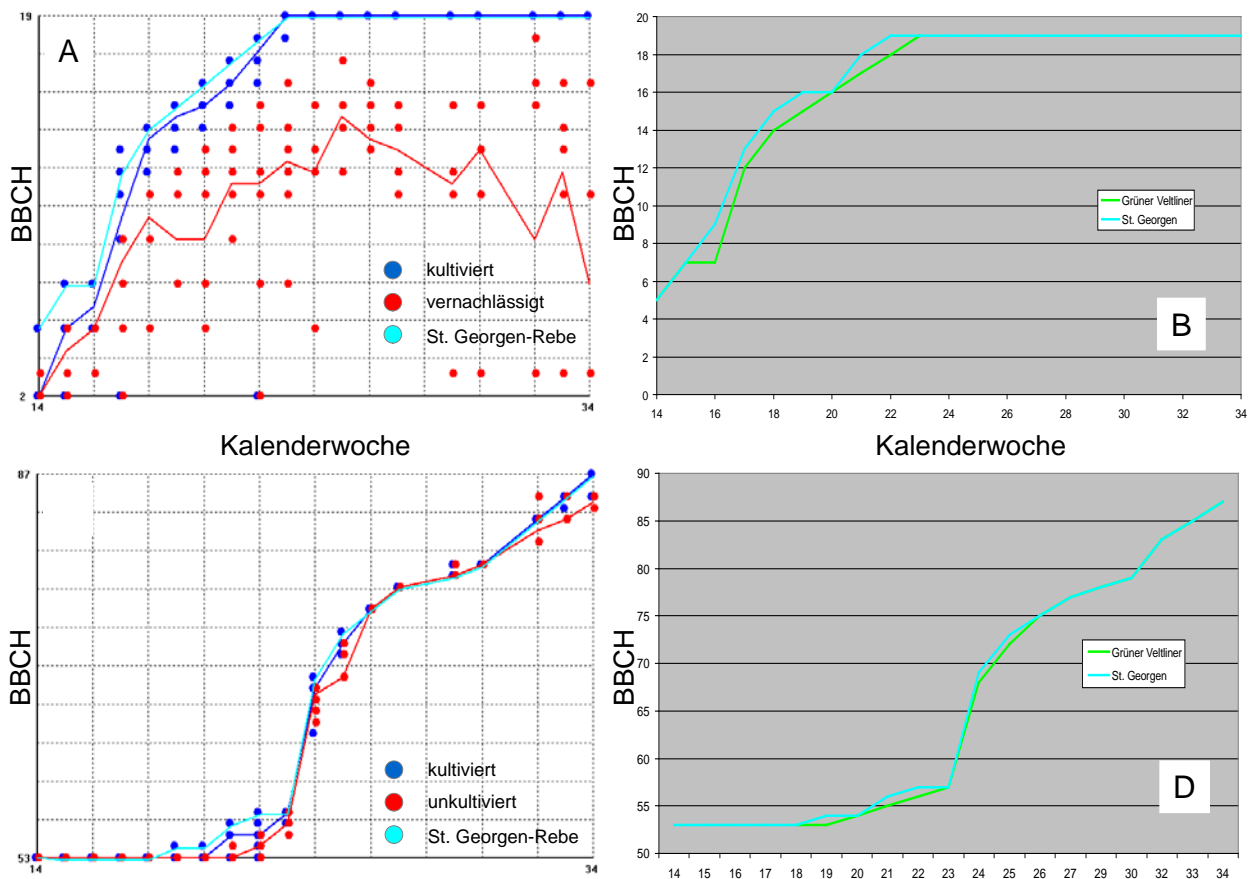 19
A
BBCH
kultiviert
vernachlässigt
St. Georgen-Rebe
2
14
34
Kalenderwoche
20
18
16
14
12
10
8
6
4
2
0
BBCH
Grüner Veltliner
St. Georgen
B
14 16 18 20 22 24 26 28 30 32 34
Kalenderwoche
87
BBCH
kultiviert
unkultiviert
St. Georgen-Rebe
53
14
34
90
85
80
75
70
65
60
55
50
BBCH
Grüner Veltliner
St. Georgen
D
14 15 16 17 18 19 20 21 22 23 24 25 26 27 28 29 30 32 34